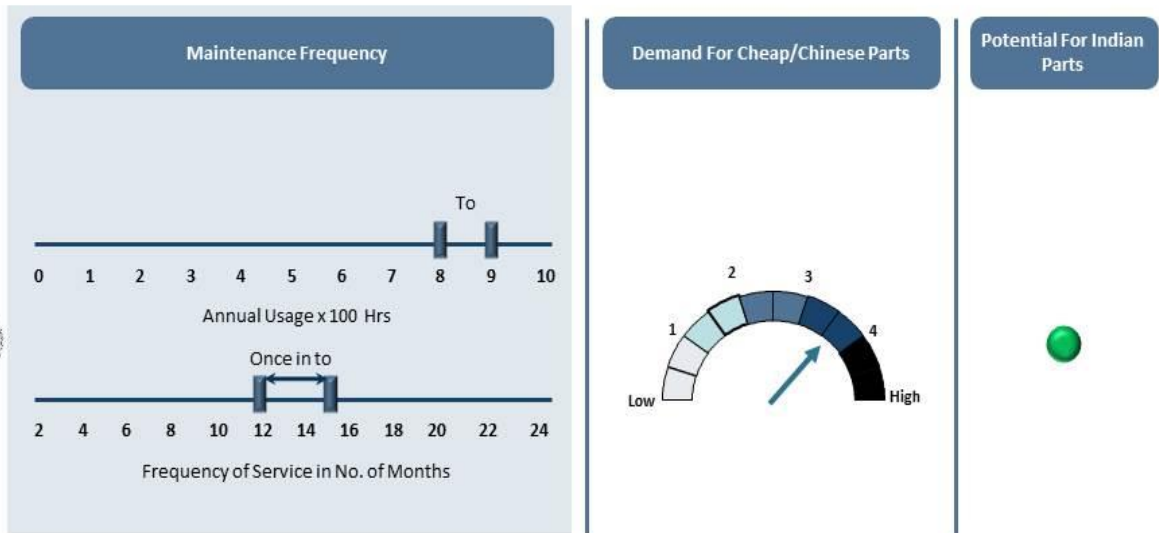 Maintenance Frequency
To
0 1 2 3 4 5 6 7 8 9 10
Annual Usage x 100 Hrs
Once in to
2 4 6 8 10 12 14 16 18 20 22 24
Frequency of Service in No. of Months
Demand For Cheap/Chinese Parts
2 3
1 4
Low High
Potential For Indian
Parts